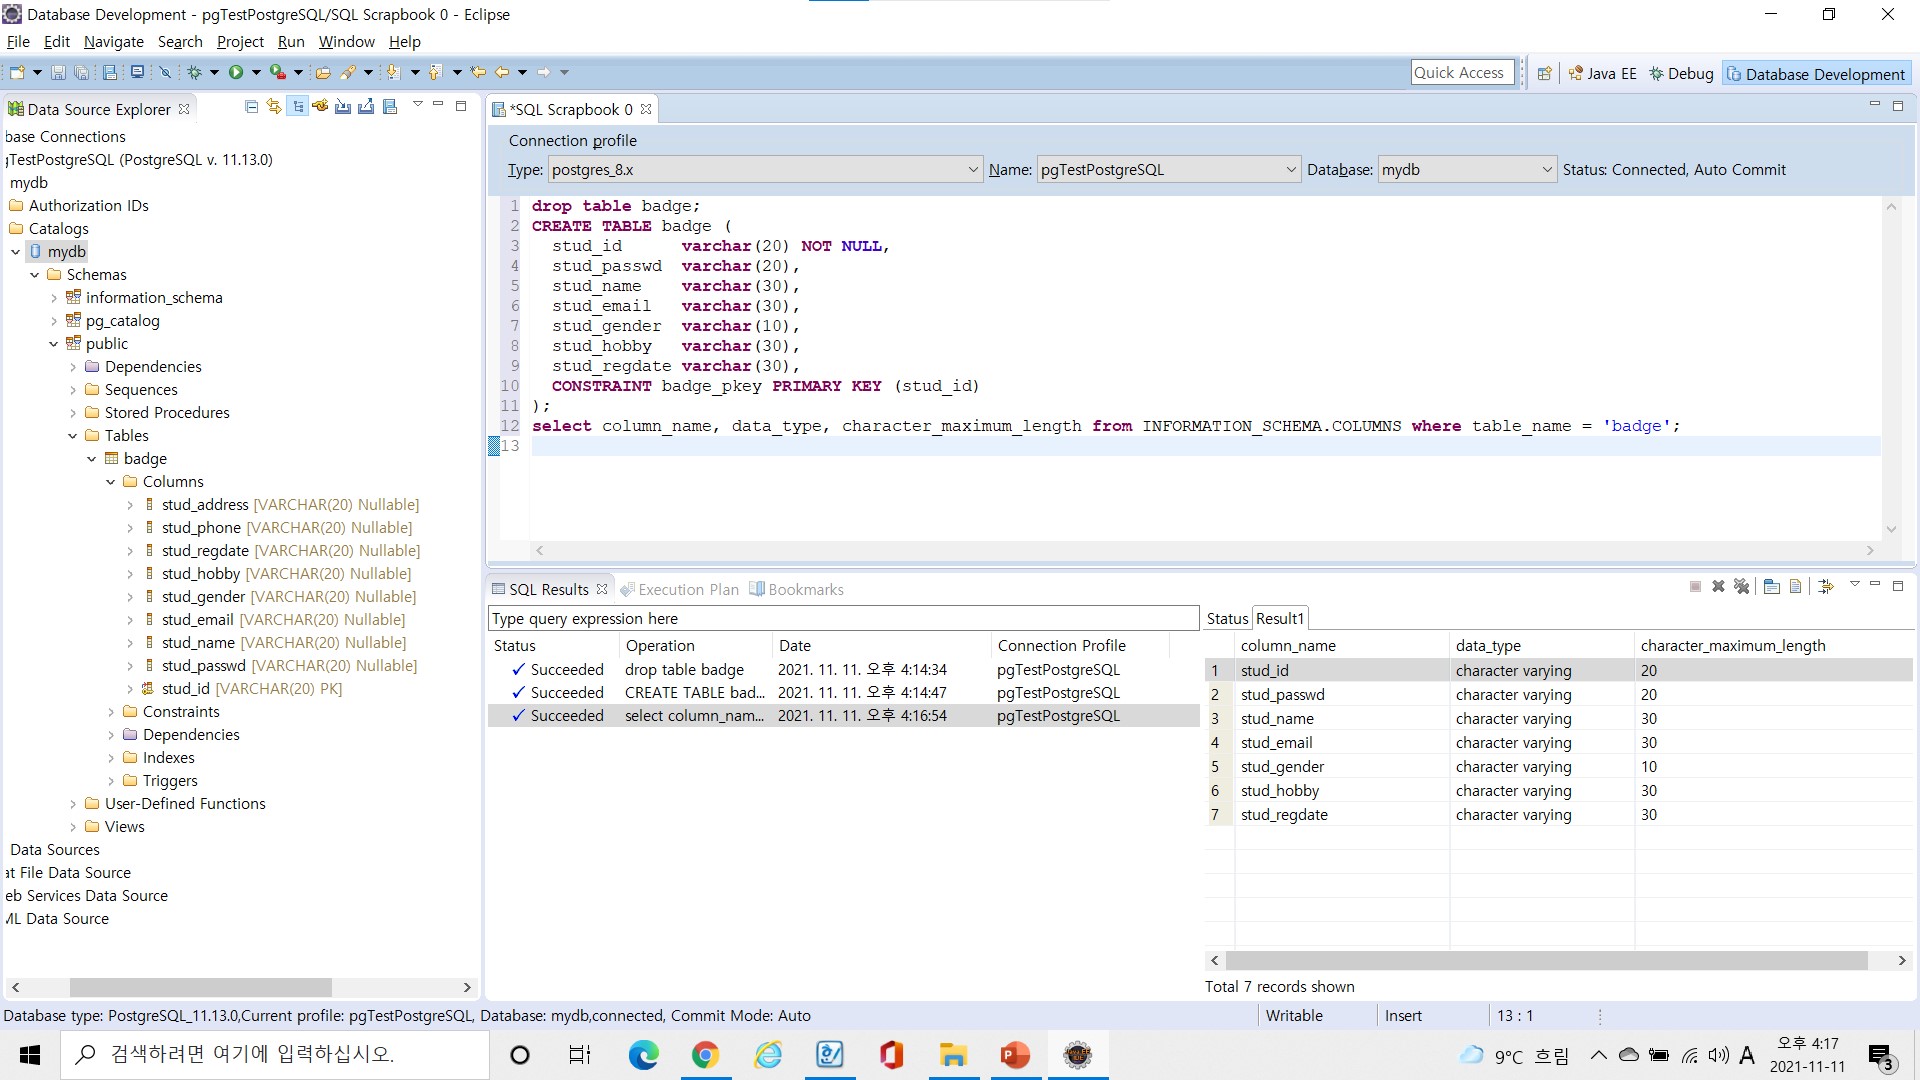 Database Development - pgTestPostgreSQL/SQL Scrapbook 0 - Eclipse
File Edit Navigate Search Project Run Window Help
Quick Access Java EE Debug Database Development
Data Source Explorer
base Connections
TestPostgreSQL (PostgreSQL v. 11.13.0)
mydb
Authorization IDs
Catalogs
mydb
Schemas
information_schema
pg_catalog
public
Dependencies
Sequences
Stored Procedures
Tables
badge
Columns
stud_address [VARCHAR(20) Nullable]
stud_phone [VARCHAR(20) Nullable]
stud_regdate [VARCHAR(20) Nullable]
stud_hobby [VARCHAR(20) Nullable]
stud_gender [VARCHAR(20) Nullable]
stud_email [VARCHAR(20) Nullable]
stud_name [VARCHAR(20) Nullable]
stud_passwd [VARCHAR(20) Nullable]
stud_id [VARCHAR(20) PK]
Constraints
Dependencies
Indexes
Triggers
User-Defined Functions
Views
Data Sources
at File Data Source
eb Services Data Source
ML Data Source
*SQL Scrapbook 0
Connection profile
Type: postgres_8.x Name: pgTestPostgreSQL Database: mydb Status: Connected, Auto Commit
1 drop table badge;
2 CREATE TABLE badge (
3 stud_id varchar(20) NOT NULL,
4 stud_passwd varchar(20),
5 stud_name varchar(30),
6 stud_email varchar(30),
7 stud_gender varchar(10),
8 stud_hobby varchar(30),
9 stud_regdate varchar(30),
10 CONSTRAINT badge_pkey PRIMARY KEY (stud_id)
11 );
12 select column_name, data_type, character_maximum_length from INFORMATION_SCHEMA.COLUMNS where table_name = 'badge';
13
SQL Results Execution Plan Bookmarks
Type query expression here
Status Operation Date Connection Profile
Succeeded drop table badge 2021. 11. 11. 오후 4:14:34 pgTestPostgreSQL
Succeeded CREATE TABLE bad... 2021. 11. 11. 오후 4:14:47 pgTestPostgreSQL
Succeeded select column_nam... 2021. 11. 11. 오후 4:16:54 pgTestPostgreSQL
Status Result1
column_name data_type character_maximum_length
1 stud_id character varying 20
2 stud_passwd character varying 20
3 stud_name character varying 30
4 stud_email character varying 30
5 stud_gender character varying 10
6 stud_hobby character varying 30
7 stud_regdate character varying 30
Total 7 records shown
Database type: PostgreSQL_11.13.0,Current profile: pgTestPostgreSQL, Database: mydb,connected, Commit Mode: Auto
Writable Insert 13 : 1
검색하려면 여기에 입력하십시오.
9°C 흐림 A 오후 4:17
2021-11-11
3